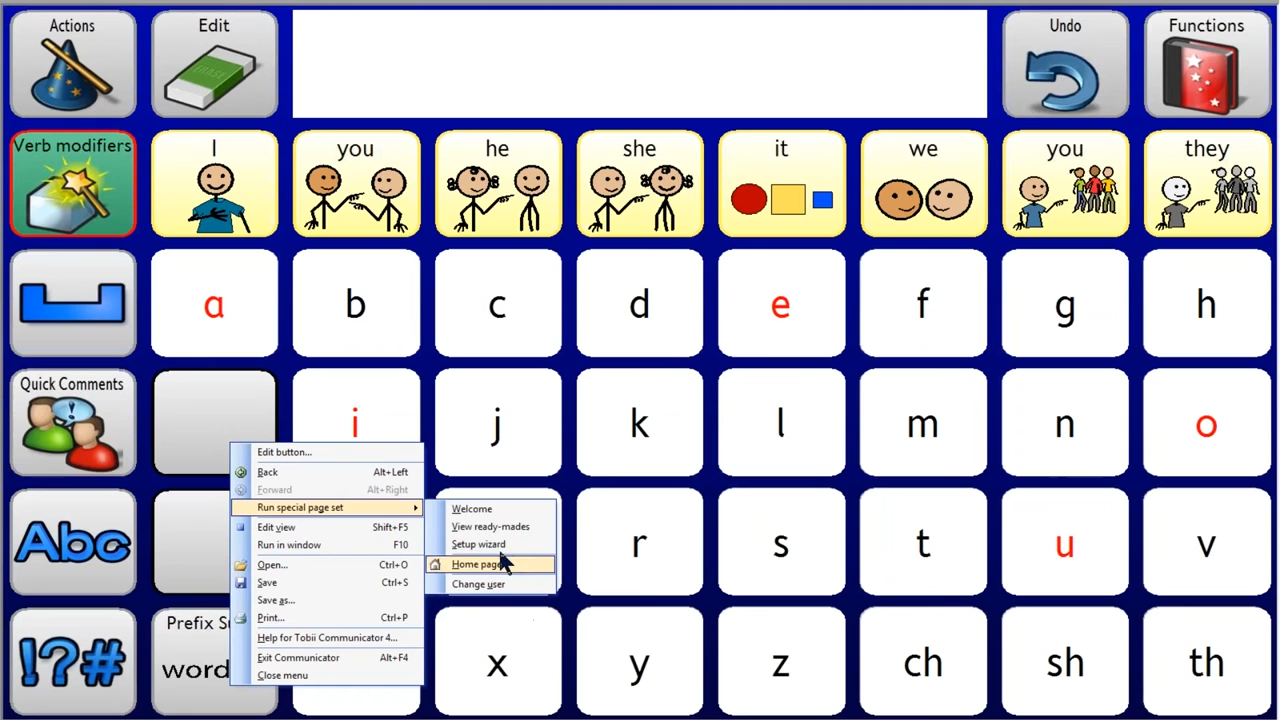 Actions
Edit
ERASE
Undo
Functions
Verb modifiers
I
you
he
she
it
we
you
they
a
b
c
d
e
f
g
h
Quick Comments
i
j
k
l
m
n
o
Abc
r
s
t
u
v
!?#
Prefix
word
x
y
z
ch
sh
th
Edit button...
Back Alt+Left
Forward Alt+Right
Run special page set
Edit view Shift+F5
Run in window F10
Open... Ctrl+O
Save Ctrl+S
Save as...
Print... Ctrl+P
Help for Tobii Communicator 4...
Exit Communicator Alt+F4
Close menu
Welcome
View ready-mades
Setup wizard
Home page
Change user